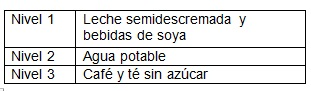 Nivel 1 Leche semidescremada y
bebidas de soya
Nivel 2 Agua potable
Nivel 3 Café y té sin azúcar